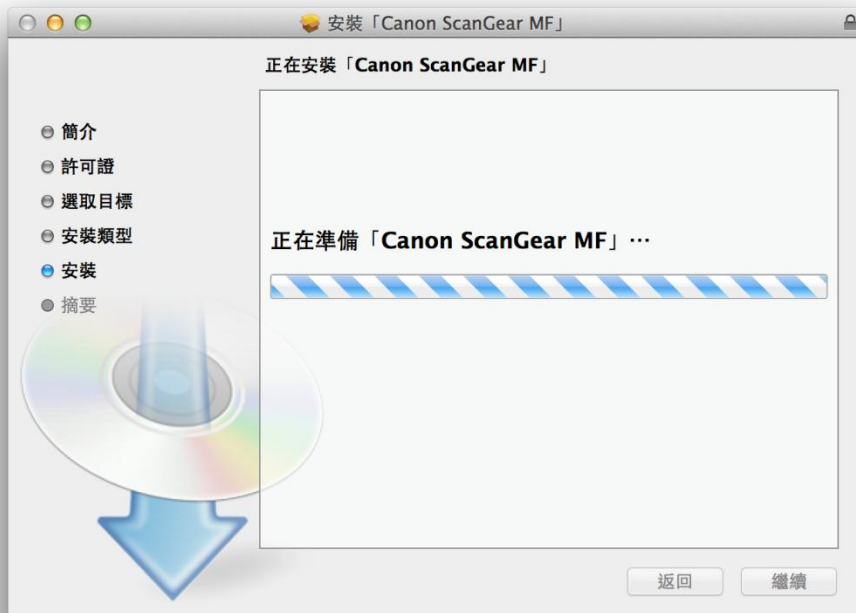 安裝「Canon ScanGear MF」
正在安裝「Canon ScanGear MF」
簡介
許可證
選取目標
安裝類型
安裝
摘要
正在準備「Canon ScanGear MF」⋯
返回
繼續